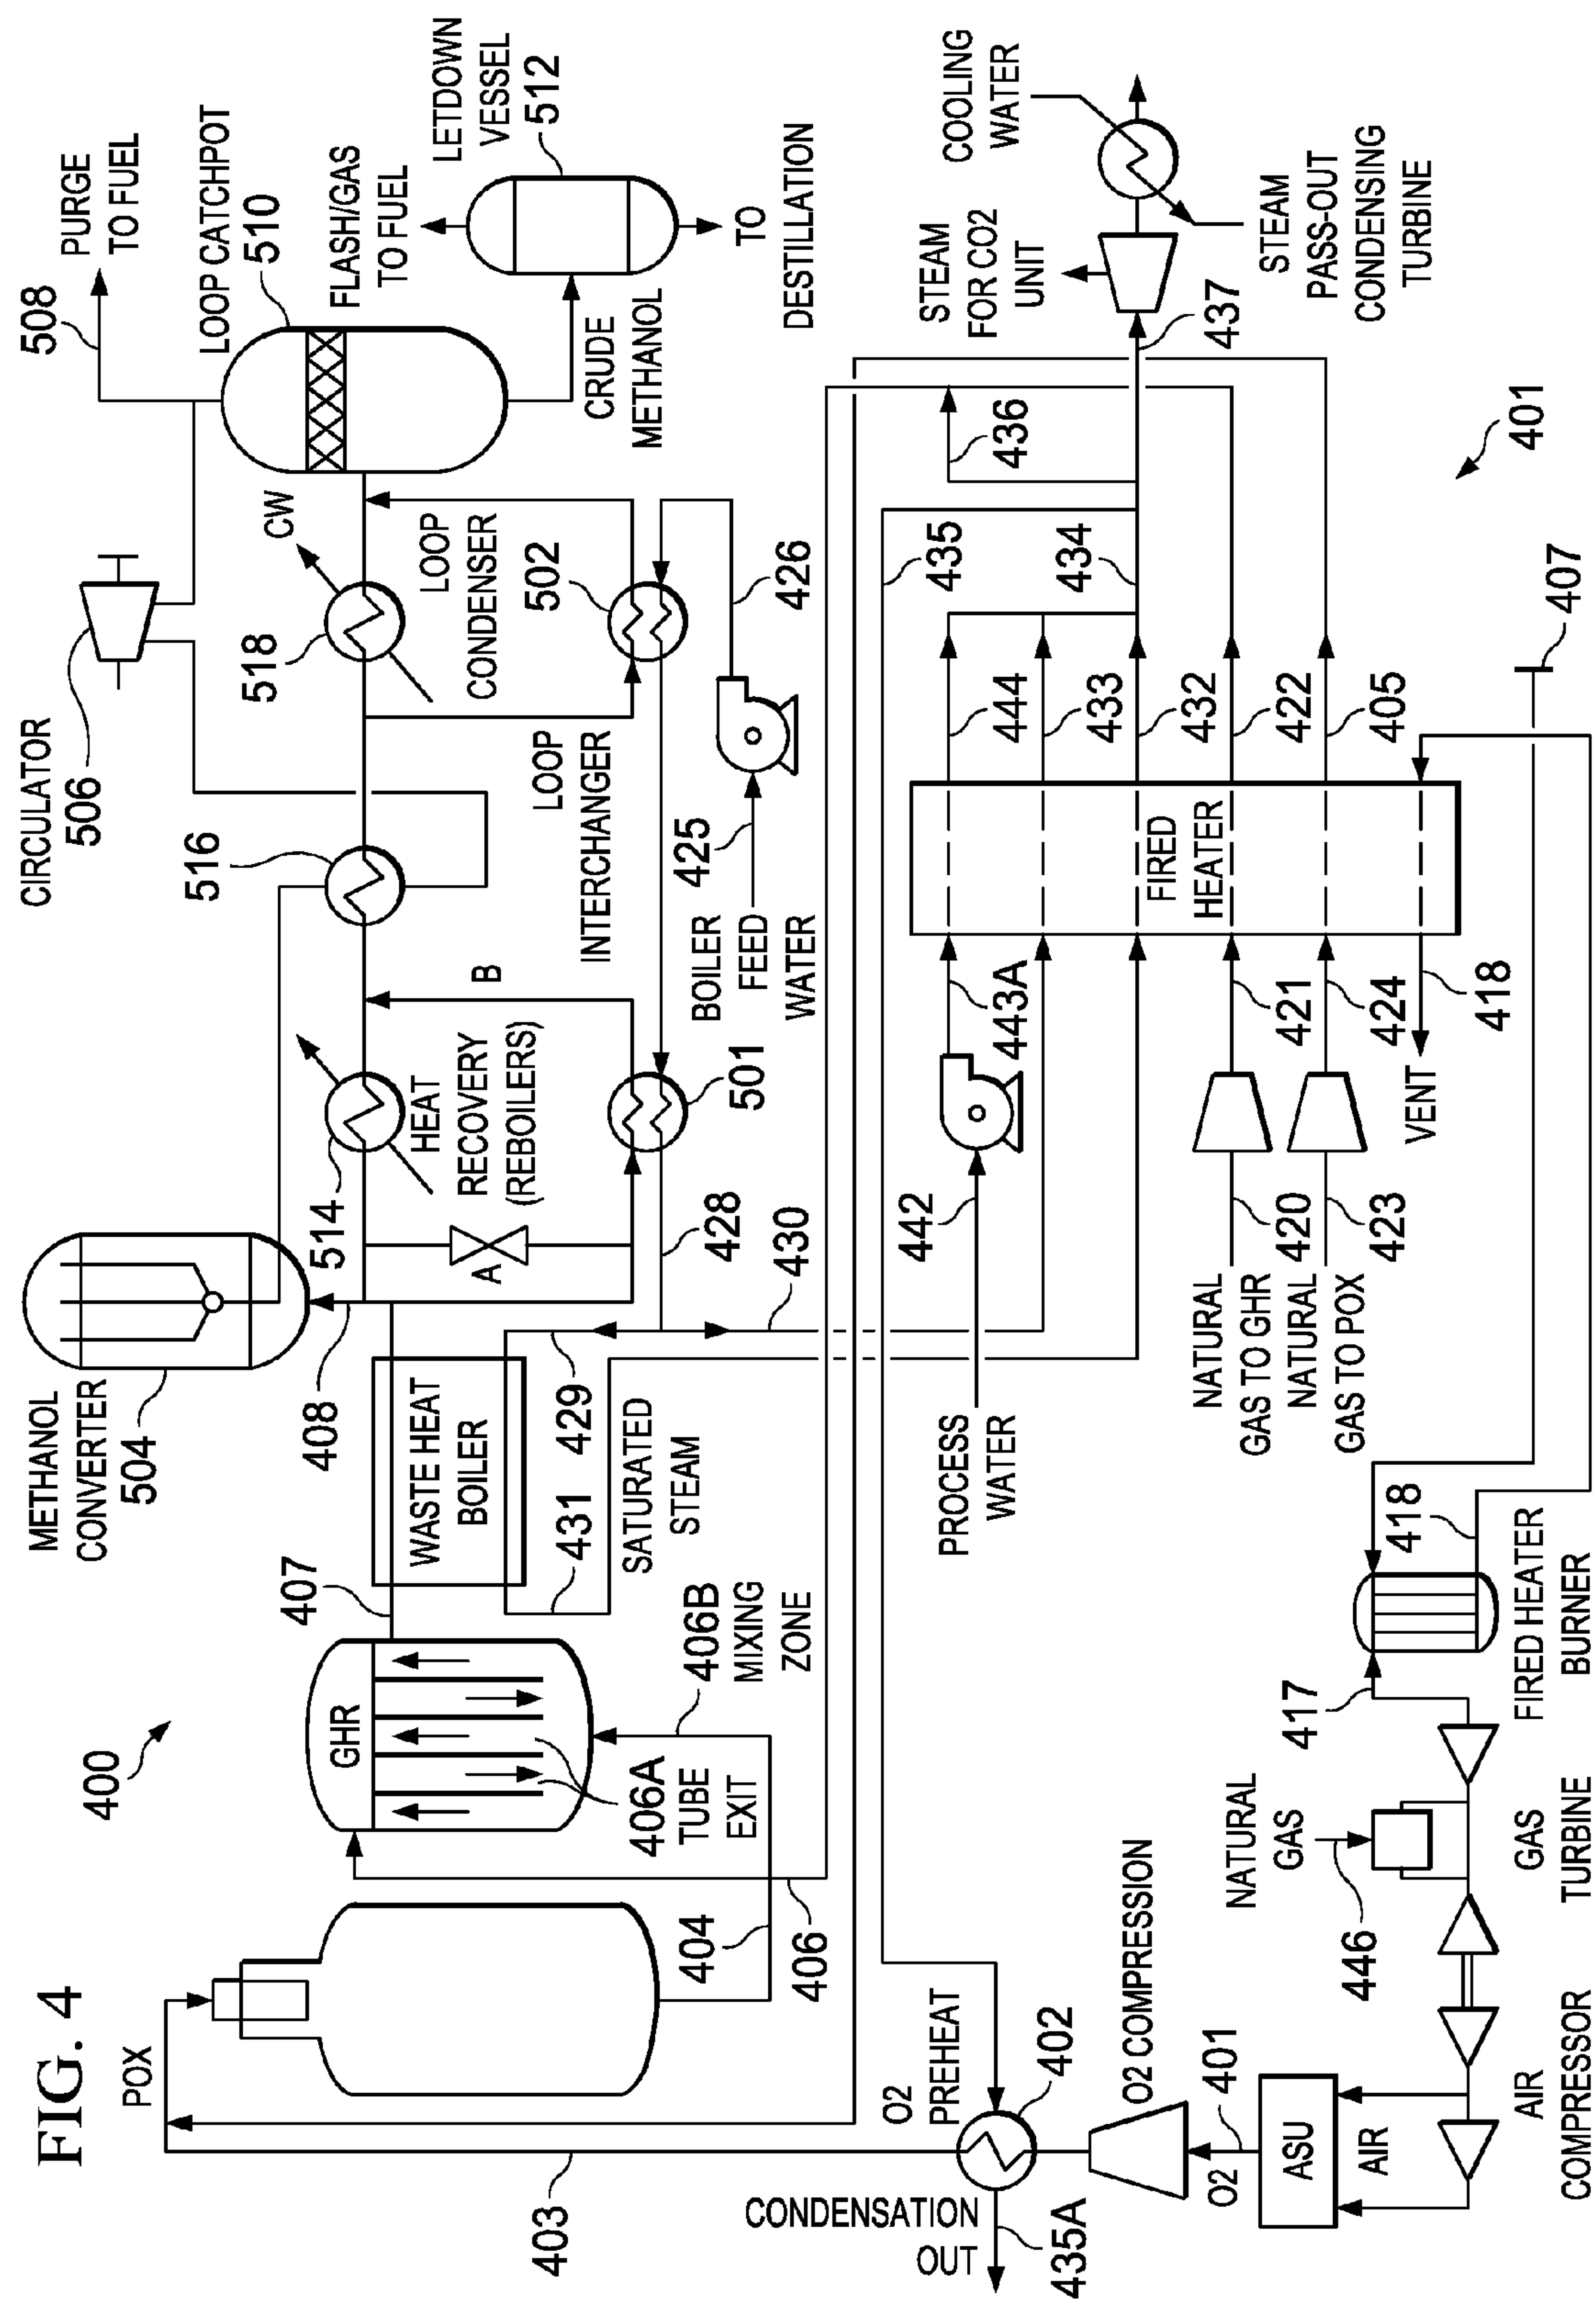 FIG. 4
400
POX
403
404
406
GHR
406A
TUBE
EXIT
406B
MIXING
ZONE
407
WASTE HEAT
BOILER
431
SATURATED
STEAM
429
METHANOL
CONVERTER
504
408
514
HEAT
RECOVERY
(REBOILERS)
A
B
501
428
430
CIRCULATOR
506
516
LOOP
INTERCHANGER
518
CW
LOOP
CONDENSER
502
425
BOILER
FEED
WATER
426
508
PURGE
TO FUEL
LOOP CATCHPOT
510
FLASH/GAS
TO FUEL
CRUDE
METHANOL
LETDOWN
VESSEL
512
TO
DESTILLATION
CONDENSATION
OUT
435A
O2
PREHEAT
402
O2 COMPRESSION
O2
401
ASU
AIR
AIR
COMPRESSOR
NATURAL
GAS
446
GAS
TURBINE
417
418
FIRED HEATER
BURNER
407
PROCESS
WATER
442
443A
NATURAL
GAS TO GHR
420
421
NATURAL
GAS TO POX
423
424
VENT
418
FIRED
HEATER
444
433
432
422
405
435
434
436
437
STEAM
FOR CO2
UNIT
COOLING
WATER
STEAM
PASS-OUT
CONDENSING
TURBINE
401